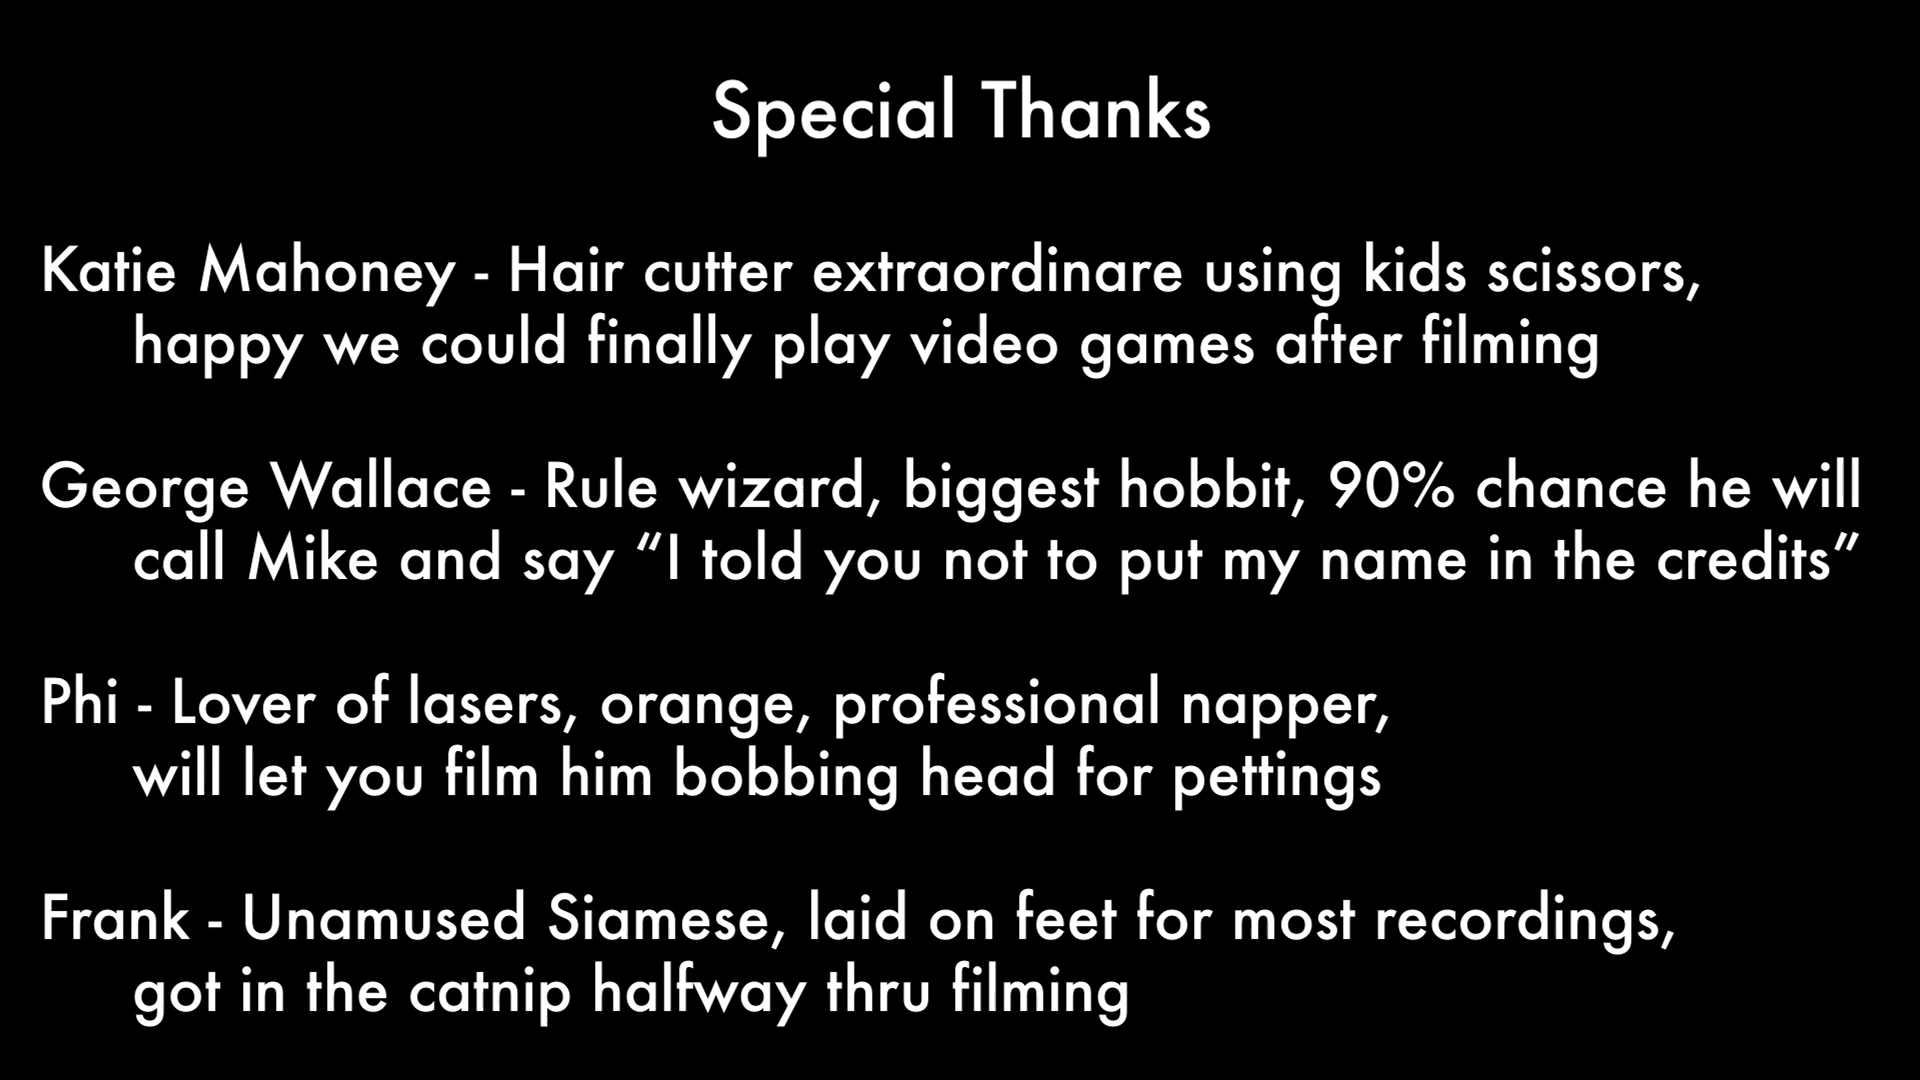 Special Thanks
Katie Mahoney - Hair cutter extraordinare using kids scissors,
happy we could finally play video games after filming
George Wallace - Rule wizard, biggest hobbit, 90% chance he will
call Mike and say “I told you not to put my name in the credits”
Phi - Lover of lasers, orange, professional napper,
will let you film him bobbing head for pettings
Frank - Unamused Siamese, laid on feet for most recordings,
got in the catnip halfway thru filming